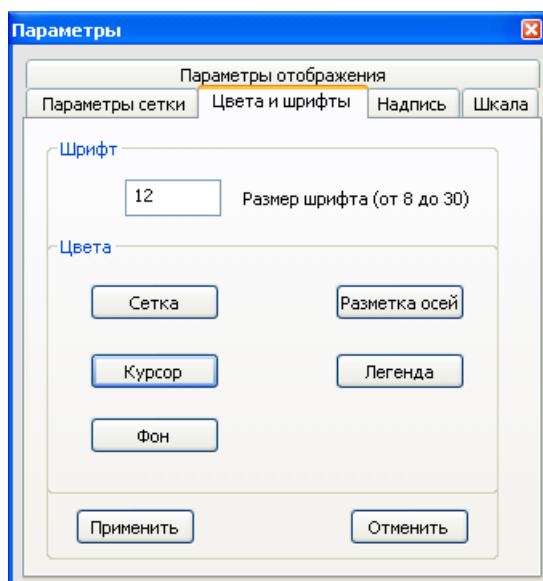 Параметры
Параметры отображения
Параметры сетки Цвета и шрифты Надпись Шкала
Шрифт
12 Размер шрифта (от 8 до 30)
Цвета
Сетка Разметка осей
Курсор Легенда
Фон
Применить Отменить